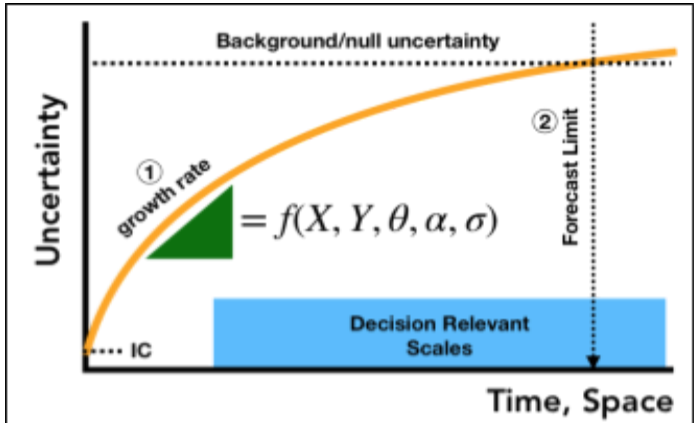 Background/null uncertainty
Uncertainty
①
growth rate
= f(X, Y, θ, α, σ)
②
Forecast Limit
IC
Decision Relevant
Scales
Time, Space